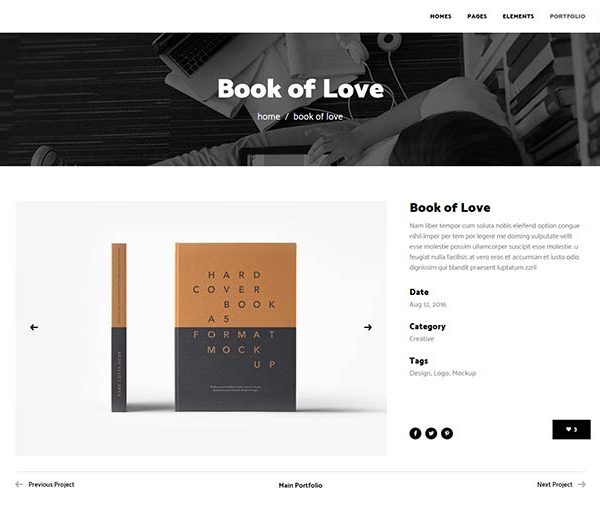 HOMES PAGES ELEMENTS PORTFOLIO
Book of Love
home / book of love
HARD
COVER
BOOK
A5
FORMAT
MOCK
UP
HARD COVER BOOK
Book of Love
Nam liber tempor cum soluta nobis eleifend option congue
nihil imper per tem por legere me doming vulputate velit
esse molestie possim ullamcorper suscipit esse molestie. u
feugiat nulla facilisis at vero eros et accumsan et iusto odio
dignissim qui blandit praesent luptatum zzril
Date
Aug 12, 2016
Category
Creative
Tags
Design, Logo, Mockup
3
Previous Project
Main Portfolio
Next Project